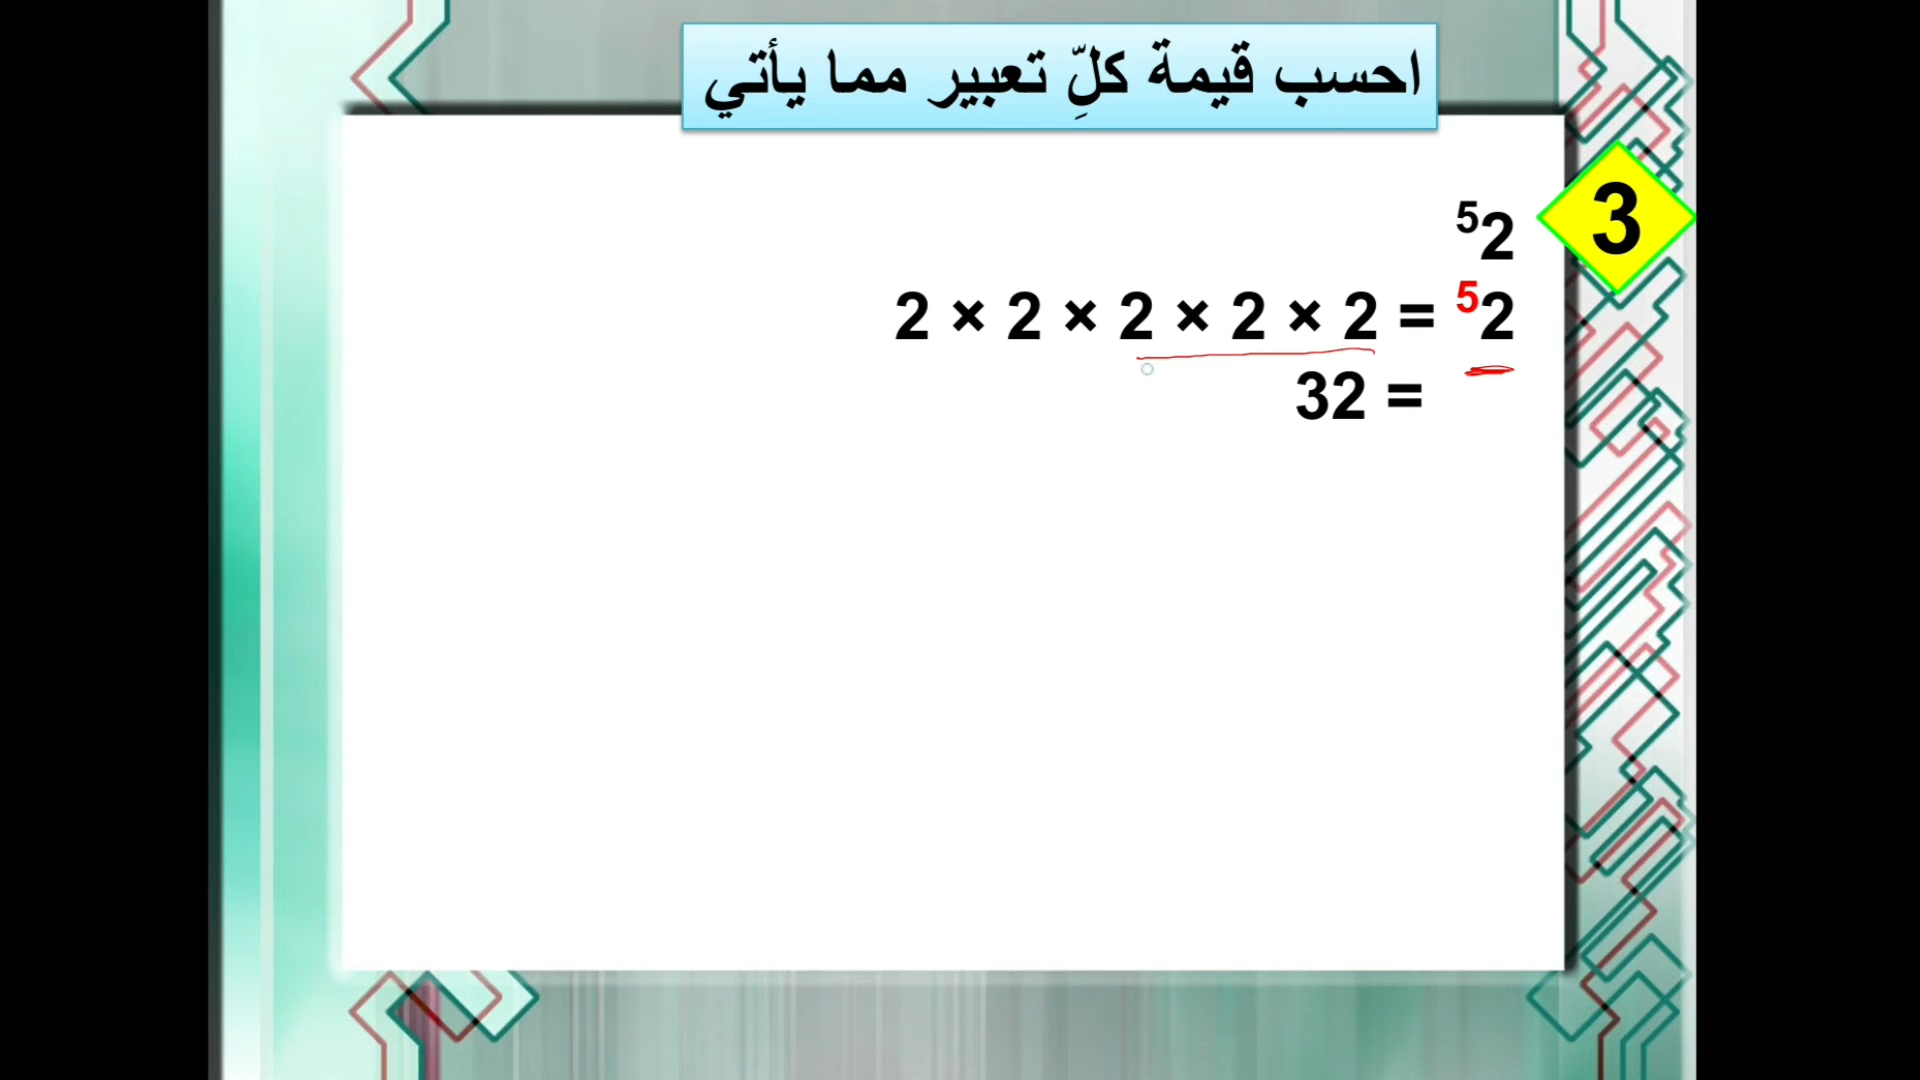 احسب قيمة كلِّ تعبير مما يأتي
3
⁵2
2 × 2 × 2 × 2 × 2 = ⁵2
32 =